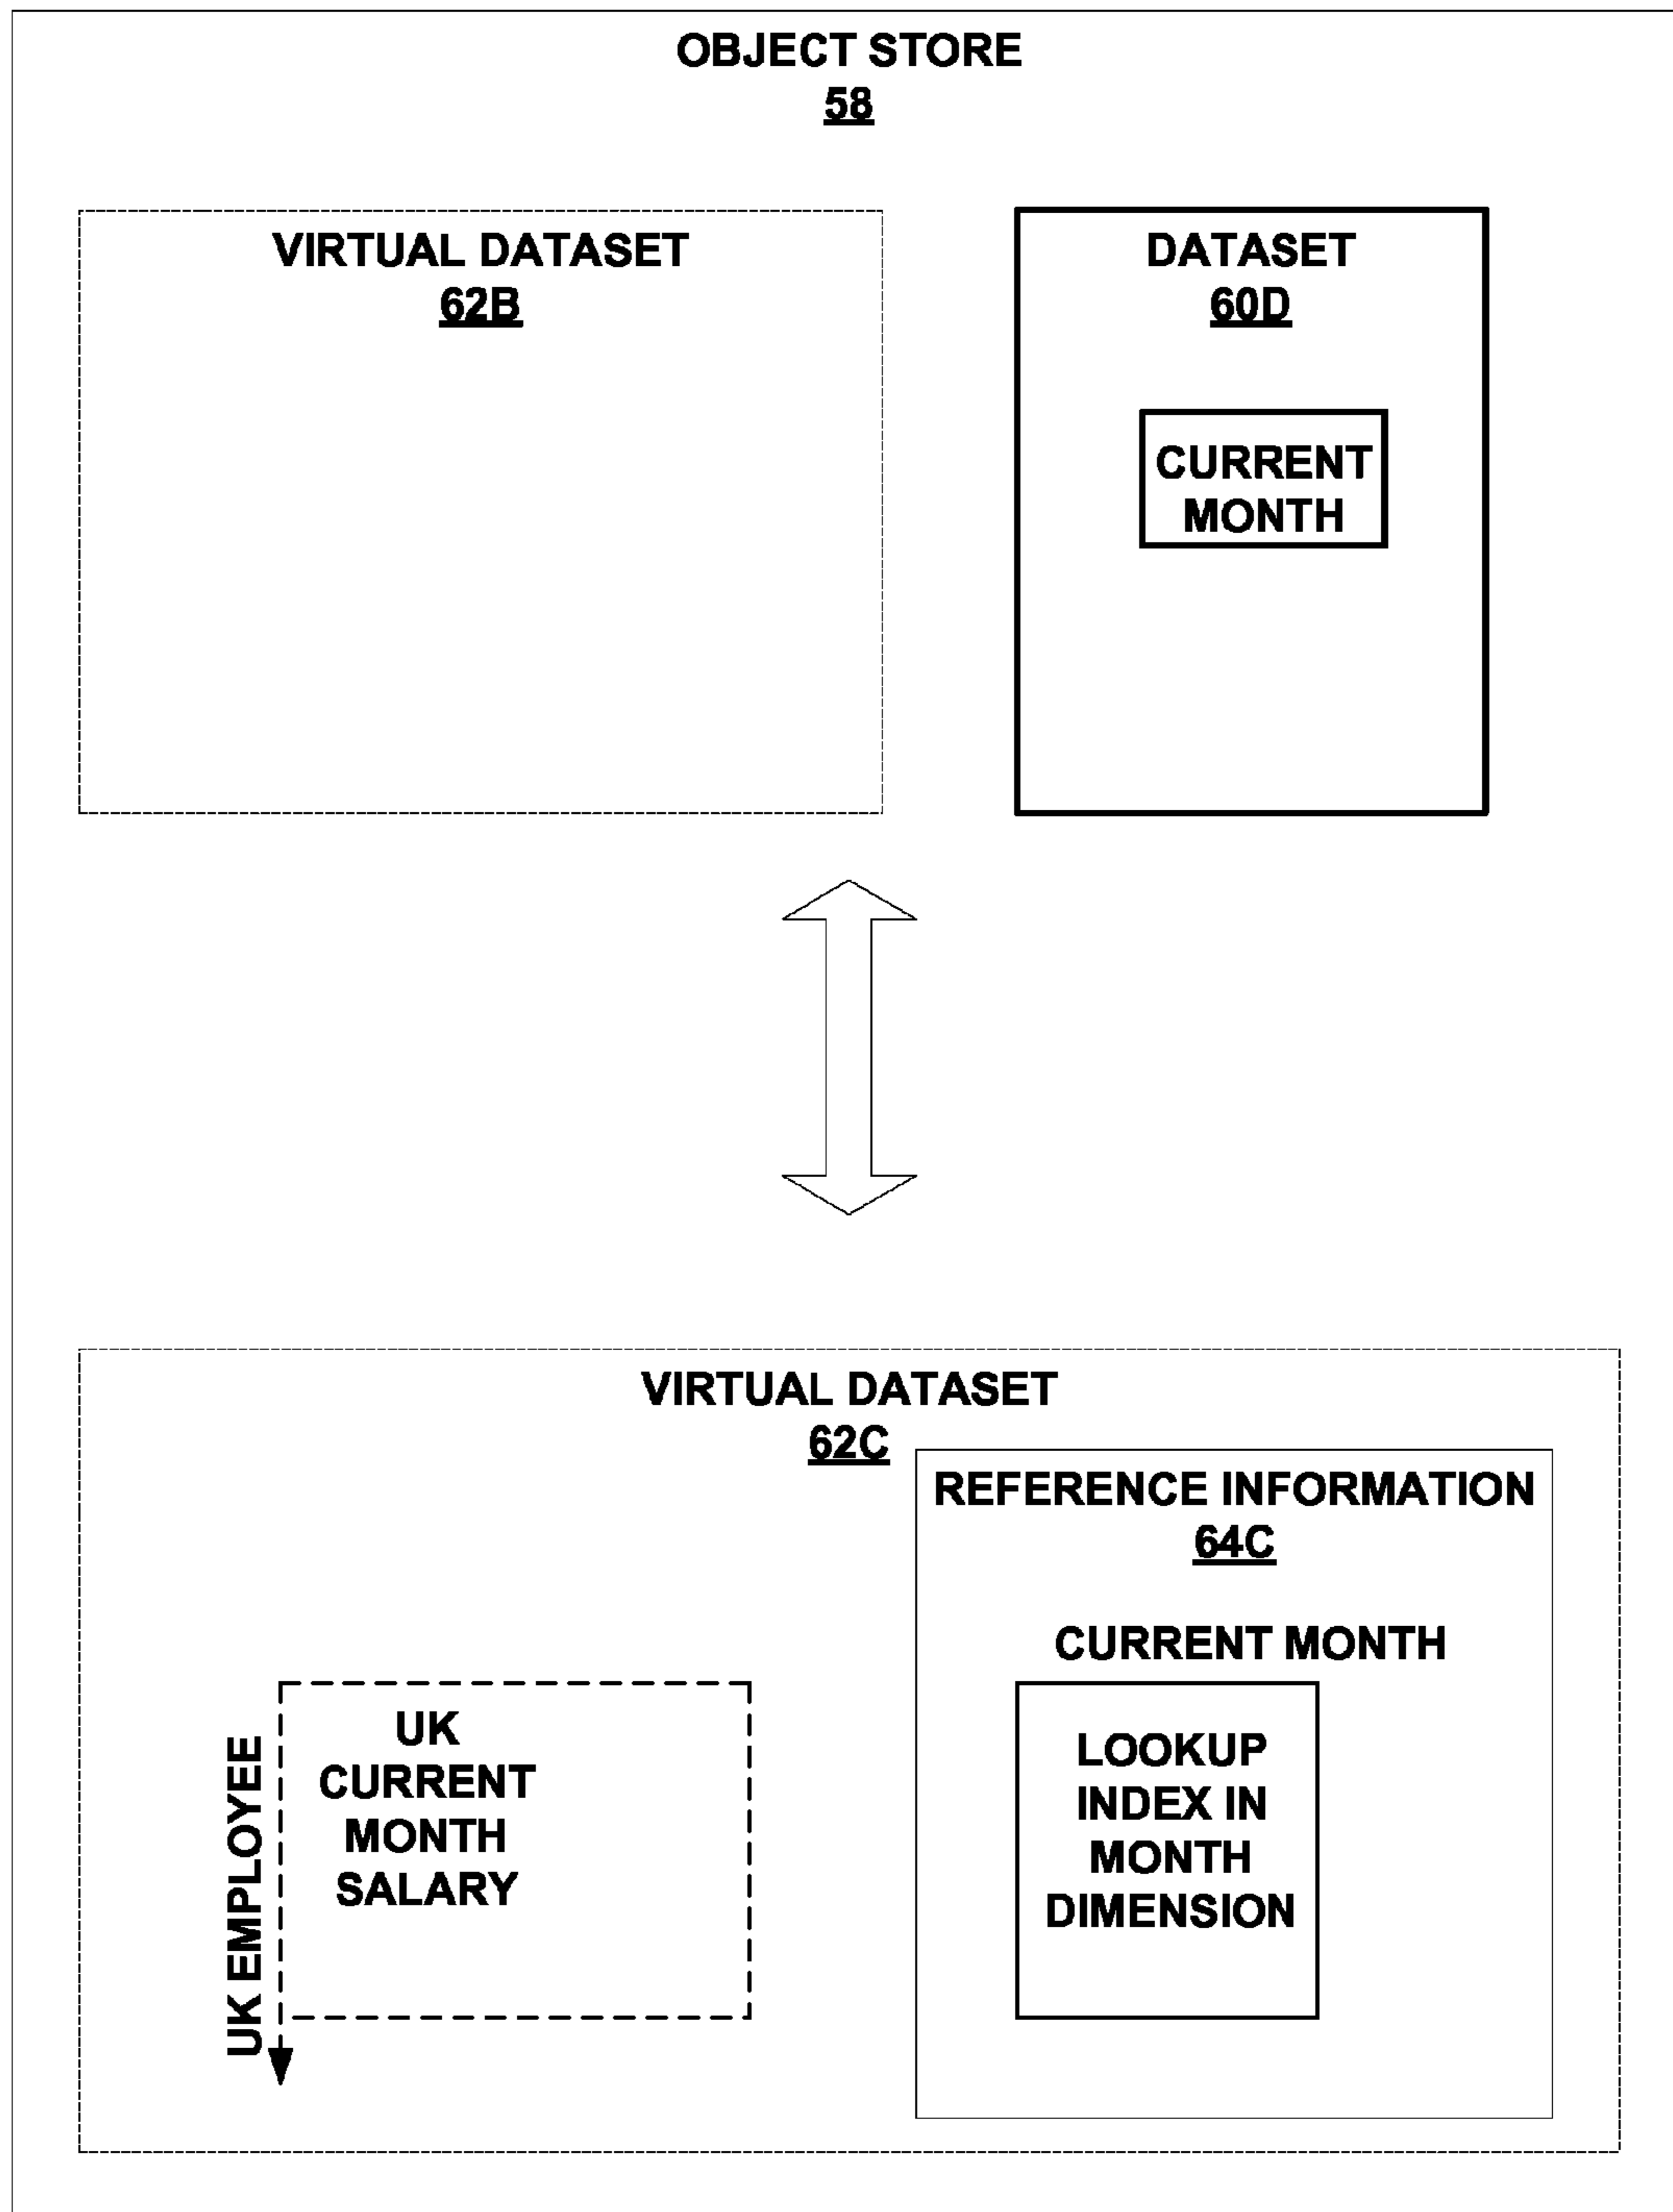 OBJECT STORE
58
VIRTUAL DATASET
62B
DATASET
60D
CURRENT
MONTH
VIRTUAL DATASET
62C
REFERENCE INFORMATION
64C
CURRENT MONTH
UK EMPLOYEE
UK
CURRENT
MONTH
SALARY
LOOKUP
INDEX IN
MONTH
DIMENSION